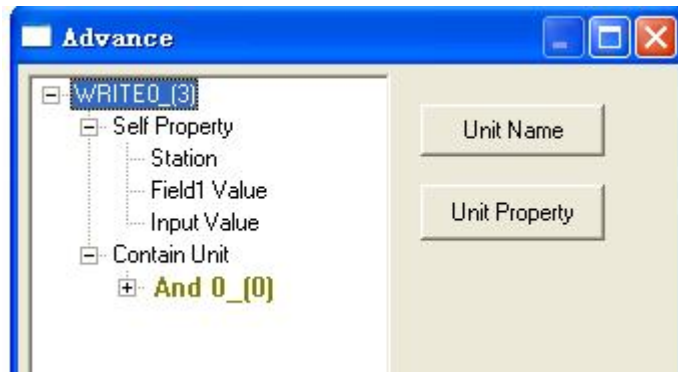 Advance
WRITE0_(3)
Self Property
Station
Field1 Value
Input Value
Contain Unit
And 0_(0)
Unit Name
Unit Property